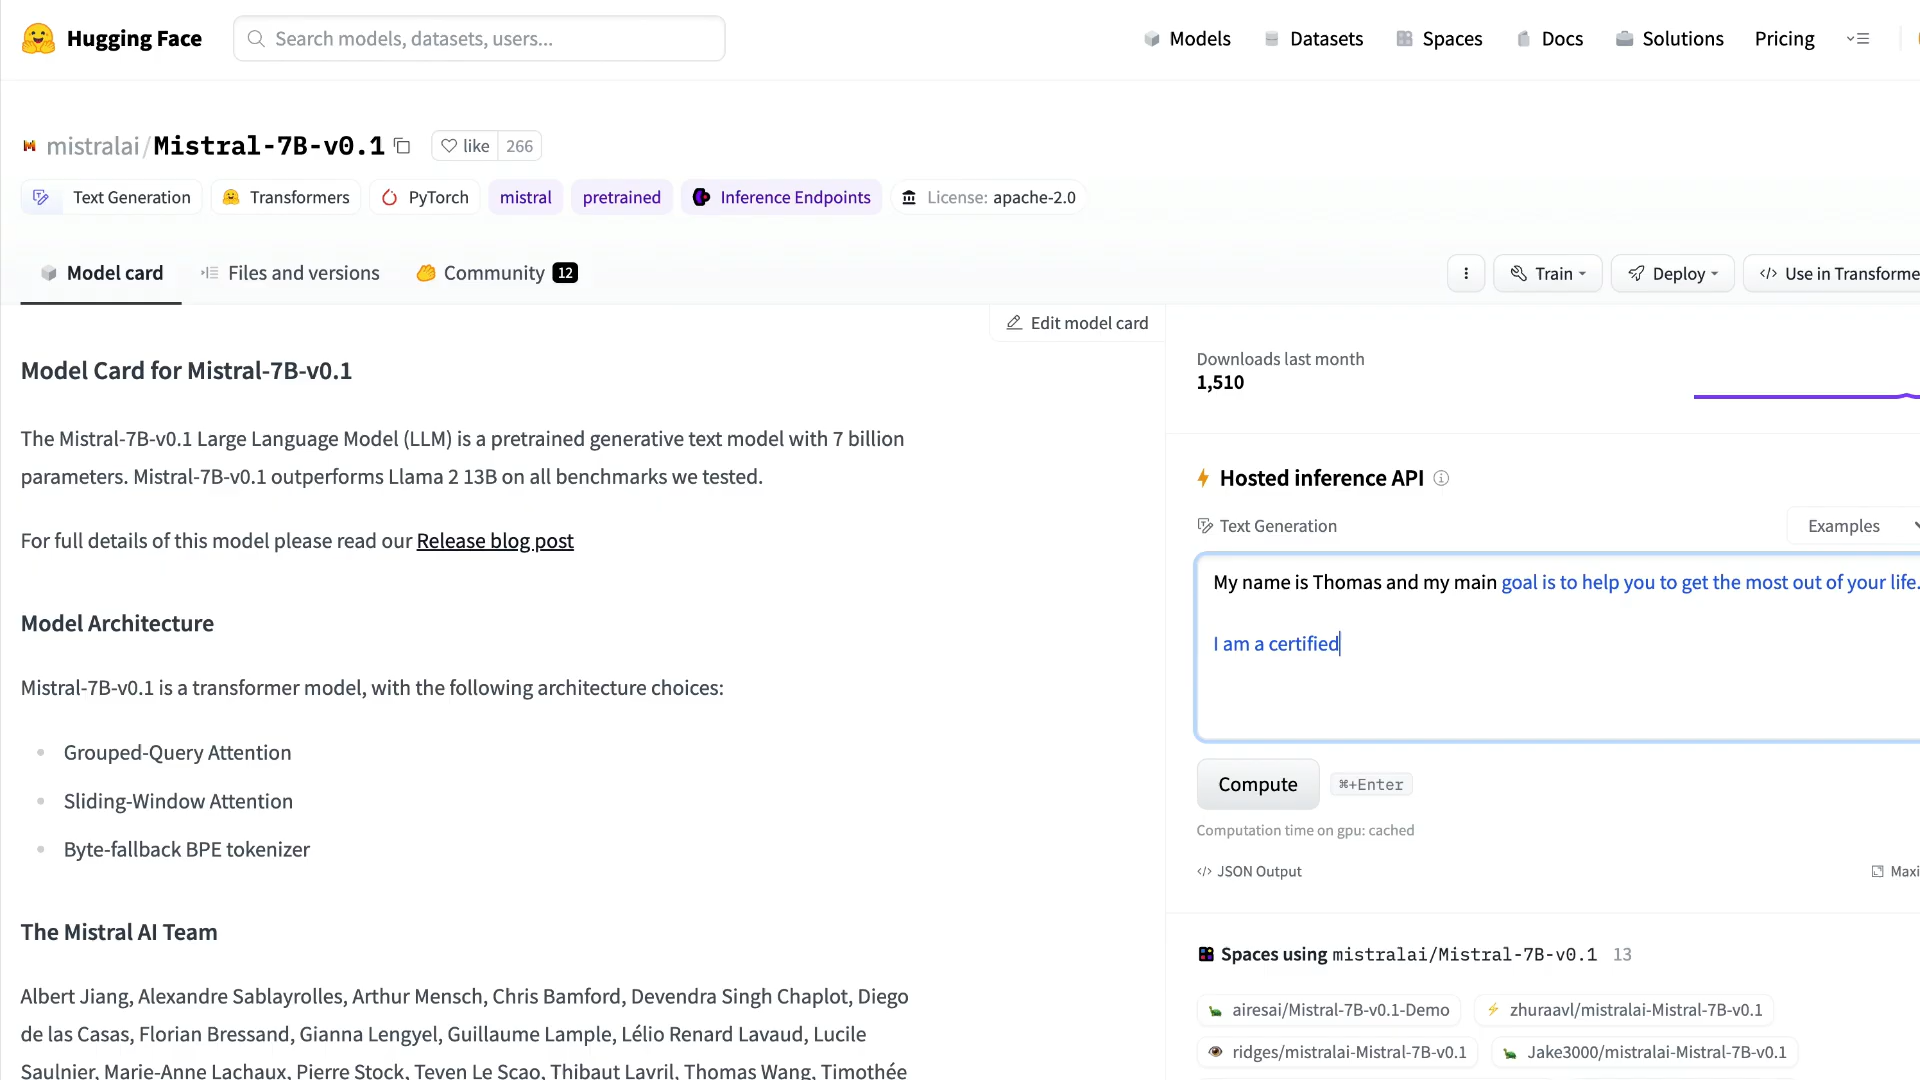 Hugging Face
Search models, datasets, users...
Models
Datasets
Spaces
Docs
Solutions
Pricing
mistralai/Mistral-7B-v0.1
like 266
Text Generation
Transformers
PyTorch
mistral
pretrained
Inference Endpoints
License: apache-2.0
Model card
Files and versions
Community 12
Train
Deploy
</> Use in Transforme
Edit model card
Model Card for Mistral-7B-v0.1
The Mistral-7B-v0.1 Large Language Model (LLM) is a pretrained generative text model with 7 billion
parameters. Mistral-7B-v0.1 outperforms Llama 2 13B on all benchmarks we tested.
For full details of this model please read our Release blog post
Model Architecture
Mistral-7B-v0.1 is a transformer model, with the following architecture choices:
Grouped-Query Attention
Sliding-Window Attention
Byte-fallback BPE tokenizer
The Mistral AI Team
Albert Jiang, Alexandre Sablayrolles, Arthur Mensch, Chris Bamford, Devendra Singh Chaplot, Diego
de las Casas, Florian Bressand, Gianna Lengyel, Guillaume Lample, Lélio Renard Lavaud, Lucile
Saulnier, Marie-Anne Lachaux, Pierre Stock, Teven Le Scao, Thibaut Lavril, Thomas Wang, Timothée
Downloads last month
1,510
Hosted inference API
Text Generation
Examples
My name is Thomas and my main goal is to help you to get the most out of your life.
I am a certified
Compute
⌘+Enter
Computation time on gpu: cached
</> JSON Output
Maxi
Spaces using mistralai/Mistral-7B-v0.1 13
airesai/Mistral-7B-v0.1-Demo
zhuraavl/mistralai-Mistral-7B-v0.1
ridges/mistralai-Mistral-7B-v0.1
Jake3000/mistralai-Mistral-7B-v0.1